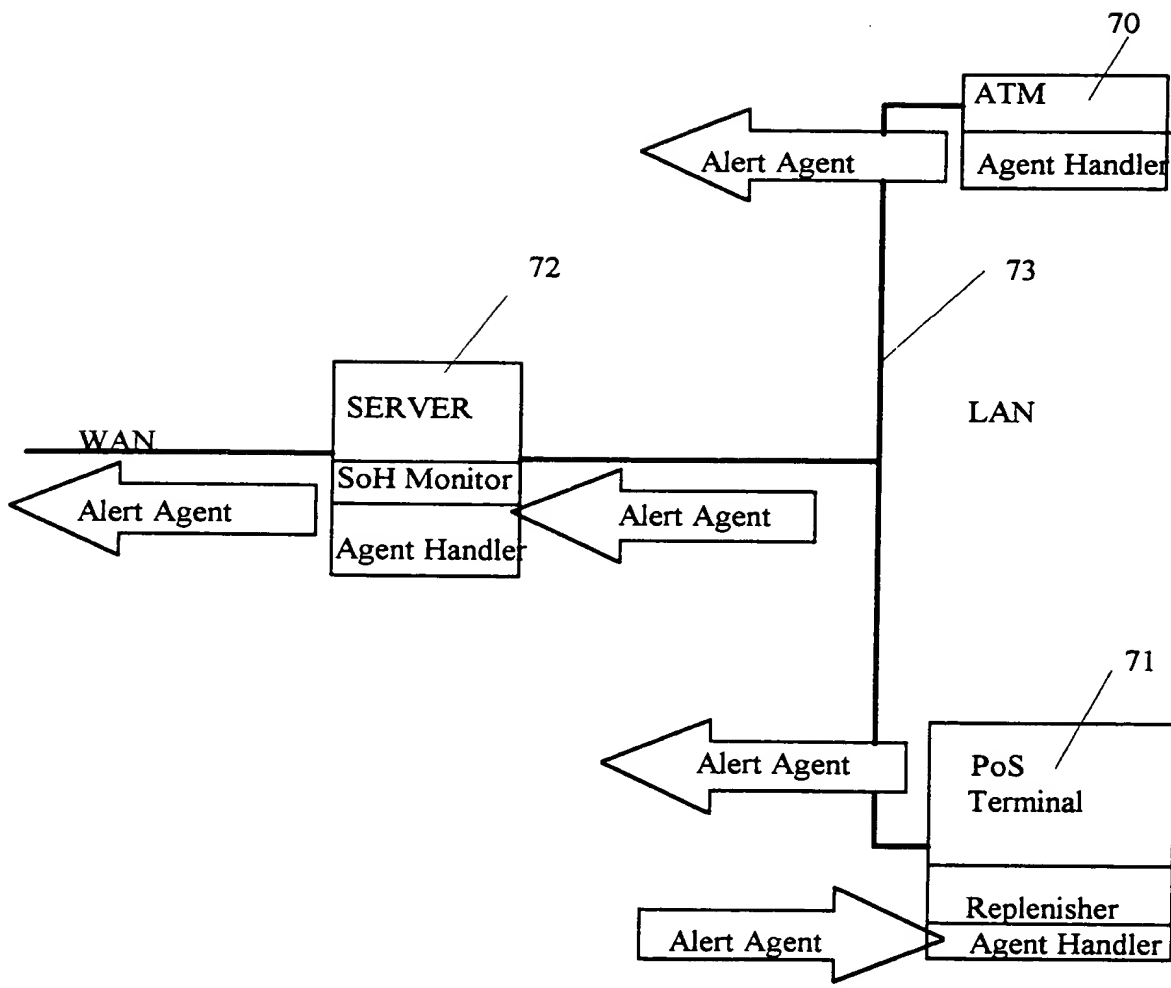 70
ATM
Alert Agent
Agent Handler
72
73
SERVER
LAN
WAN
SoH Monitor
Alert Agent
Alert Agent
Agent Handler
71
Alert Agent
PoS
Terminal
Replenisher
Alert Agent
Agent Handler